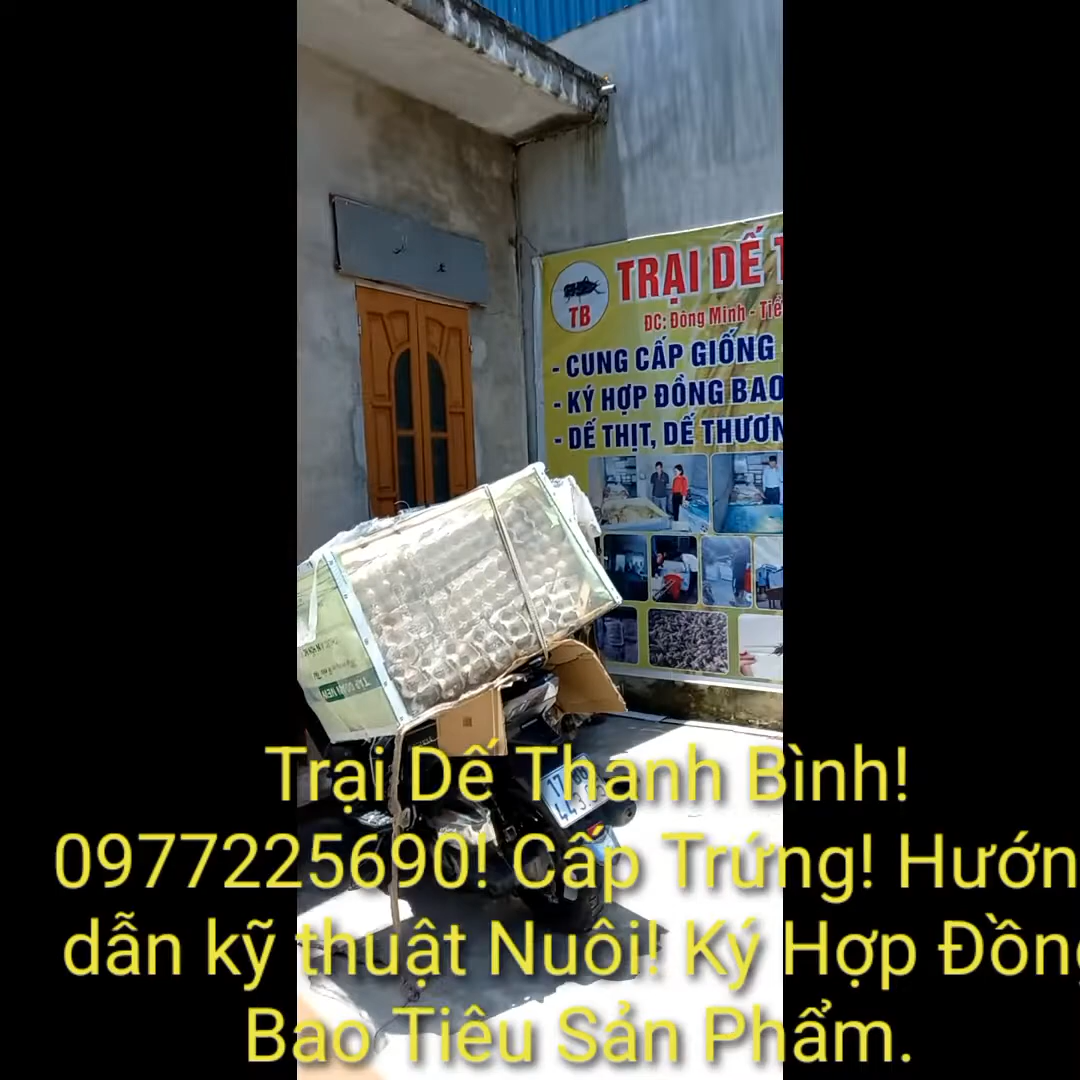 TRẠI DẾ
TB
ĐC: Đông Minh - Tiề
- CUNG CẤP GIỐNG
- KÝ HỢP ĐỒNG BAO
- DẾ THỊT, DẾ THƯƠN
Trại Dế Thanh Bình!
0977225690! Cấp Trứng! Hướn
dẫn kỹ thuật Nuôi! Ký Hợp Đồng
Bao Tiêu Sản Phẩm.